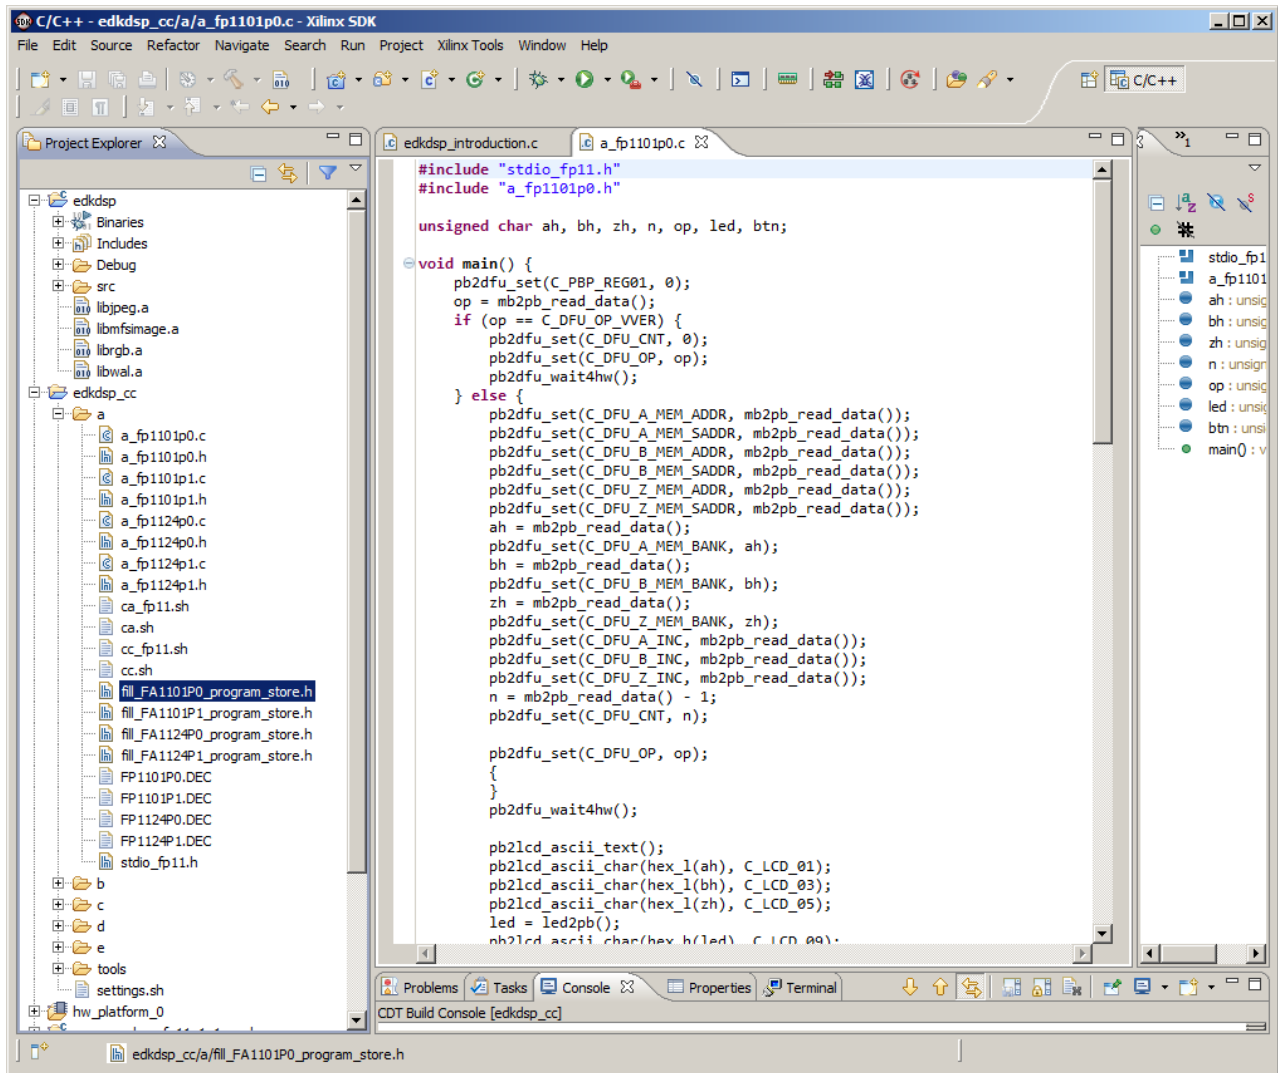 C/C++ - edkdsp_cc/a/a_fp1101p0.c - Xilinx SDK
File Edit Source Refactor Navigate Search Run Project Xilinx Tools Window Help
C/C++
Project Explorer
edkdsp
Binaries
Includes
Debug
src
libjpeg.a
libmfsimage.a
librgb.a
libwal.a
edkdsp_cc
a
a_fp1101p0.c
a_fp1101p0.h
a_fp1101p1.c
a_fp1101p1.h
a_fp1124p0.c
a_fp1124p0.h
a_fp1124p1.c
a_fp1124p1.h
ca_fp11.sh
ca.sh
cc_fp11.sh
cc.sh
fill_FA1101P0_program_store.h
fill_FA1101P1_program_store.h
fill_FA1124P0_program_store.h
fill_FA1124P1_program_store.h
FP1101P0.DEC
FP1101P1.DEC
FP1124P0.DEC
FP1124P1.DEC
stdio_fp11.h
b
c
d
e
tools
settings.sh
hw_platform_0
edkdsp_introduction.c a_fp1101p0.c
#include "stdio_fp11.h"
#include "a_fp1101p0.h"
unsigned char ah, bh, zh, n, op, led, btn;
void main() {
pb2dfu_set(C_PBP_REG01, 0);
op = mb2pb_read_data();
if (op == C_DFU_OP_VVER) {
pb2dfu_set(C_DFU_CNT, 0);
pb2dfu_set(C_DFU_OP, op);
pb2dfu_wait4hw();
} else {
pb2dfu_set(C_DFU_A_MEM_ADDR, mb2pb_read_data());
pb2dfu_set(C_DFU_A_MEM_SADDR, mb2pb_read_data());
pb2dfu_set(C_DFU_B_MEM_ADDR, mb2pb_read_data());
pb2dfu_set(C_DFU_B_MEM_SADDR, mb2pb_read_data());
pb2dfu_set(C_DFU_Z_MEM_ADDR, mb2pb_read_data());
pb2dfu_set(C_DFU_Z_MEM_SADDR, mb2pb_read_data());
ah = mb2pb_read_data();
pb2dfu_set(C_DFU_A_MEM_BANK, ah);
bh = mb2pb_read_data();
pb2dfu_set(C_DFU_B_MEM_BANK, bh);
zh = mb2pb_read_data();
pb2dfu_set(C_DFU_Z_MEM_BANK, zh);
pb2dfu_set(C_DFU_A_INC, mb2pb_read_data());
pb2dfu_set(C_DFU_B_INC, mb2pb_read_data());
pb2dfu_set(C_DFU_Z_INC, mb2pb_read_data());
n = mb2pb_read_data() - 1;
pb2dfu_set(C_DFU_CNT, n);
pb2dfu_set(C_DFU_OP, op);
{
}
pb2dfu_wait4hw();
pb2lcd_ascii_text();
pb2lcd_ascii_char(hex_l(ah), C_LCD_01);
pb2lcd_ascii_char(hex_l(bh), C_LCD_03);
pb2lcd_ascii_char(hex_l(zh), C_LCD_05);
led = led2pb();
pb2lcd_ascii_char(hex_h(led), C_LCD_09);
stdio_fp1
a_fp1101
ah : unsig
bh : unsig
zh : unsig
n : unsigr
op : unsig
led : unsig
btn : unsi
main() : v
Problems Tasks Console Properties Terminal
CDT Build Console [edkdsp_cc]
edkdsp_cc/a/fill_FA1101P0_program_store.h